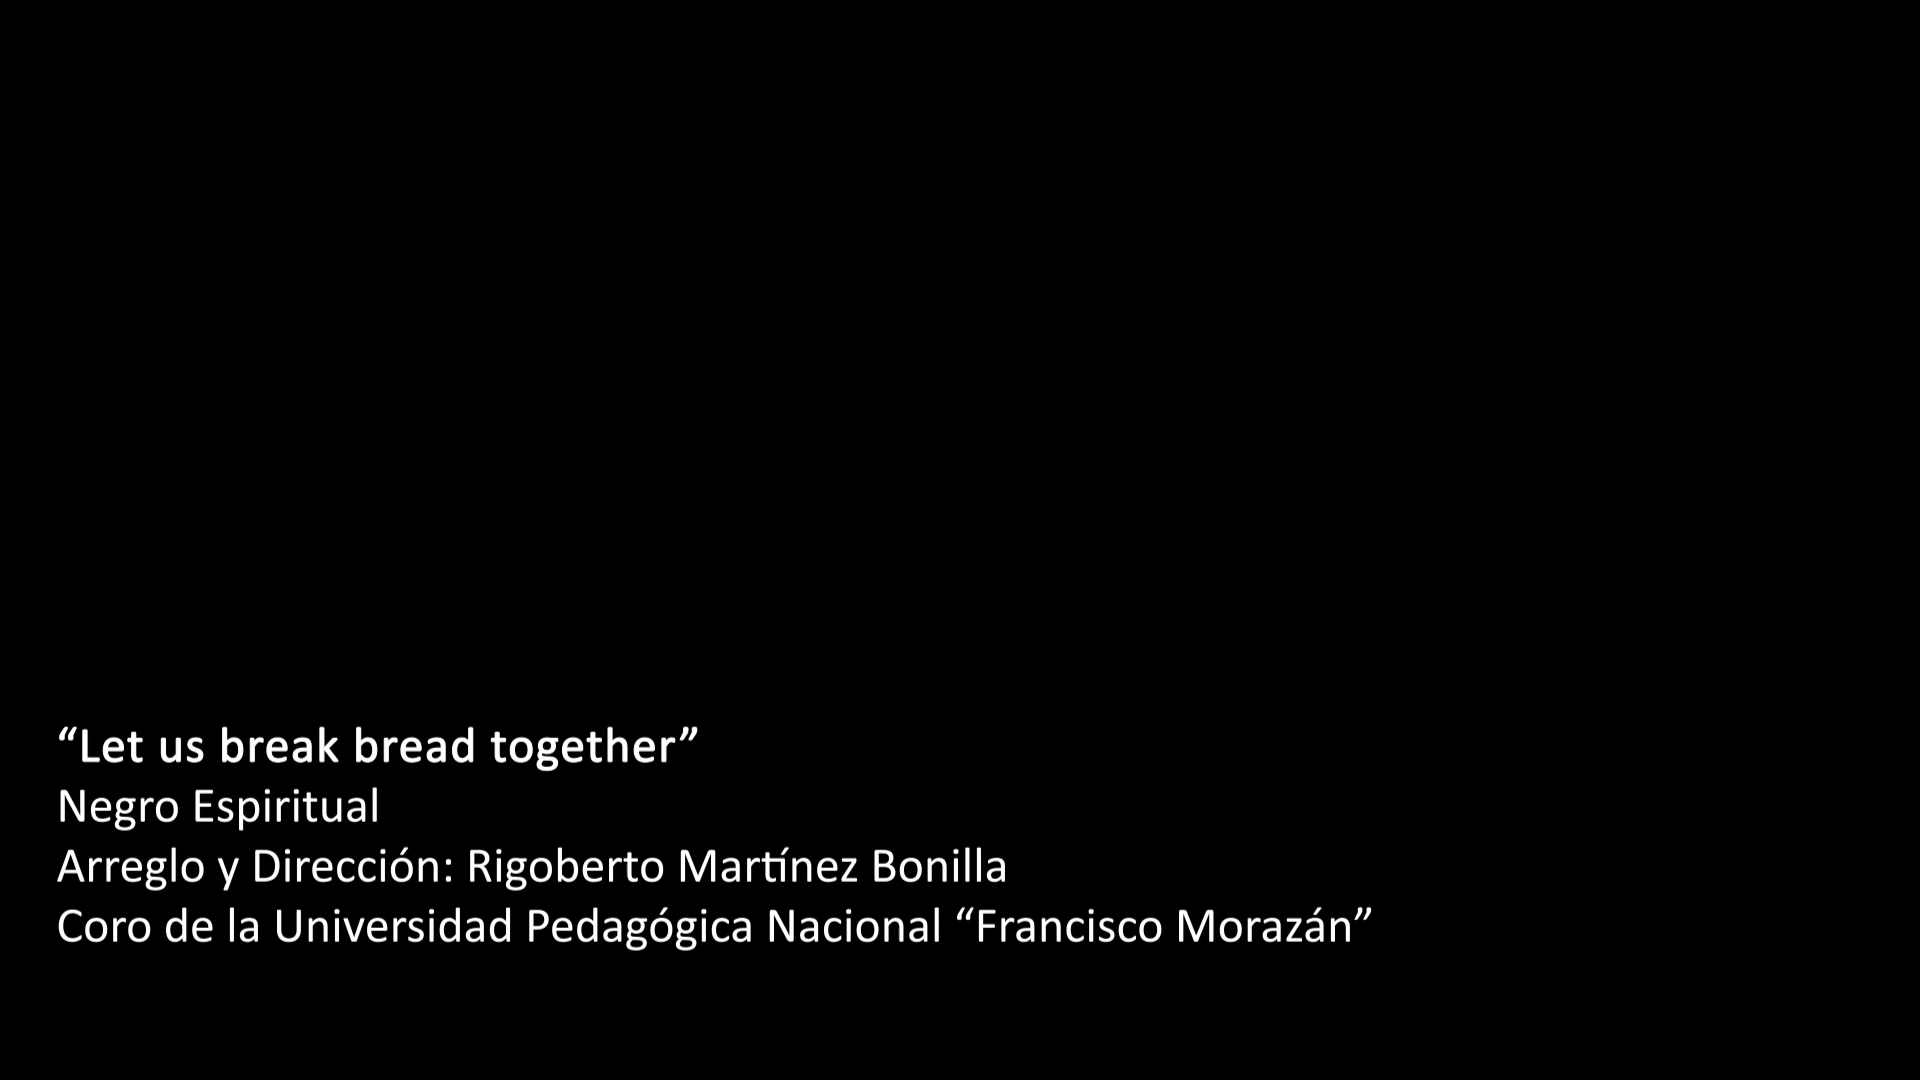 “Let us break bread together”
Negro Espiritual
Arreglo y Dirección: Rigoberto Martínez Bonilla
Coro de la Universidad Pedagógica Nacional “Francisco Morazán”